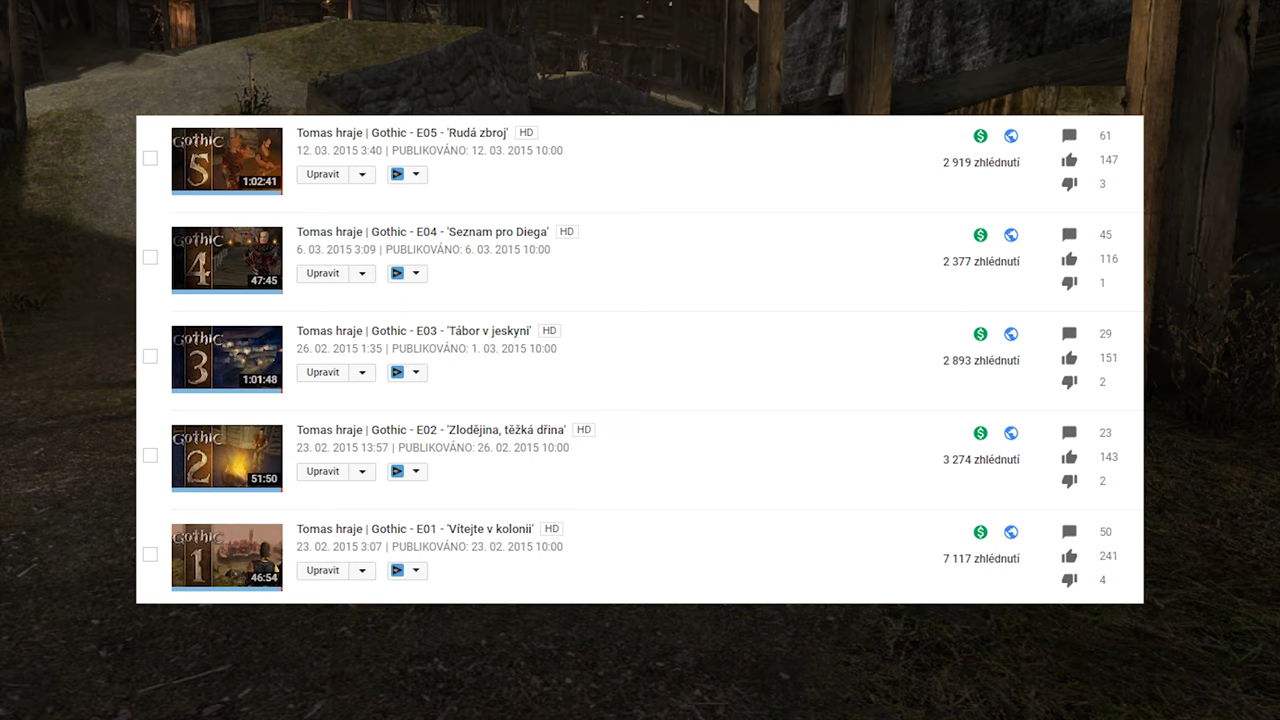 Tomas hraje | Gothic - E05 - 'Rudá zbroj' HD
12. 03. 2015 3:40 | PUBLIKOVÁNO: 12. 03. 2015 10:00
Upravit
GOTHIC
5
1:02:41
2 919 zhlédnutí
61
147
3
Tomas hraje | Gothic - E04 - 'Seznam pro Diega' HD
6. 03. 2015 3:09 | PUBLIKOVÁNO: 6. 03. 2015 10:00
Upravit
GOTHIC
4
47:45
2 377 zhlédnutí
45
116
1
Tomas hraje | Gothic - E03 - 'Tábor v jeskyni' HD
26. 02. 2015 1:35 | PUBLIKOVÁNO: 1. 03. 2015 10:00
Upravit
GOTHIC
3
1:01:48
2 893 zhlédnutí
29
151
2
Tomas hraje | Gothic - E02 - 'Zlodějina, těžká dřina' HD
23. 02. 2015 13:57 | PUBLIKOVÁNO: 26. 02. 2015 10:00
Upravit
GOTHIC
2
51:50
3 274 zhlédnutí
23
143
2
Tomas hraje | Gothic - E01 - 'Vítejte v kolonii' HD
23. 02. 2015 3:07 | PUBLIKOVÁNO: 23. 02. 2015 10:00
Upravit
GOTHIC
1
46:54
7 117 zhlédnutí
50
241
4